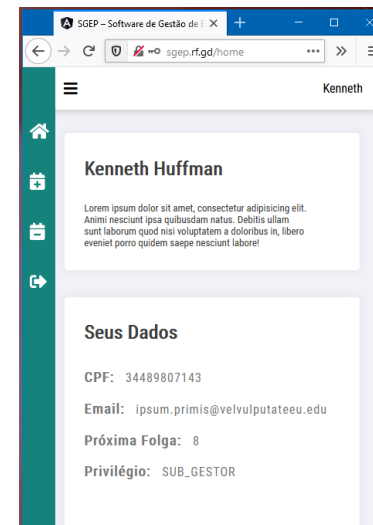 SGEP – Software de Gestão de E
sgep.rf.gd/home
Kenneth
Kenneth Huffman
Lorem ipsum dolor sit amet, consectetur adipisicing elit.
Animi nesciunt ipsa quibusdam natus. Debitis ullam
sunt laborum quod nisi voluptatem a doloribus in, libero
eveniet porro quidem saepe nesciunt labore!
Seus Dados
CPF: 34489807143
Email: ipsum.primis@velvulputateeu.edu
Próxima Folga: 8
Privilégio: SUB_GESTOR